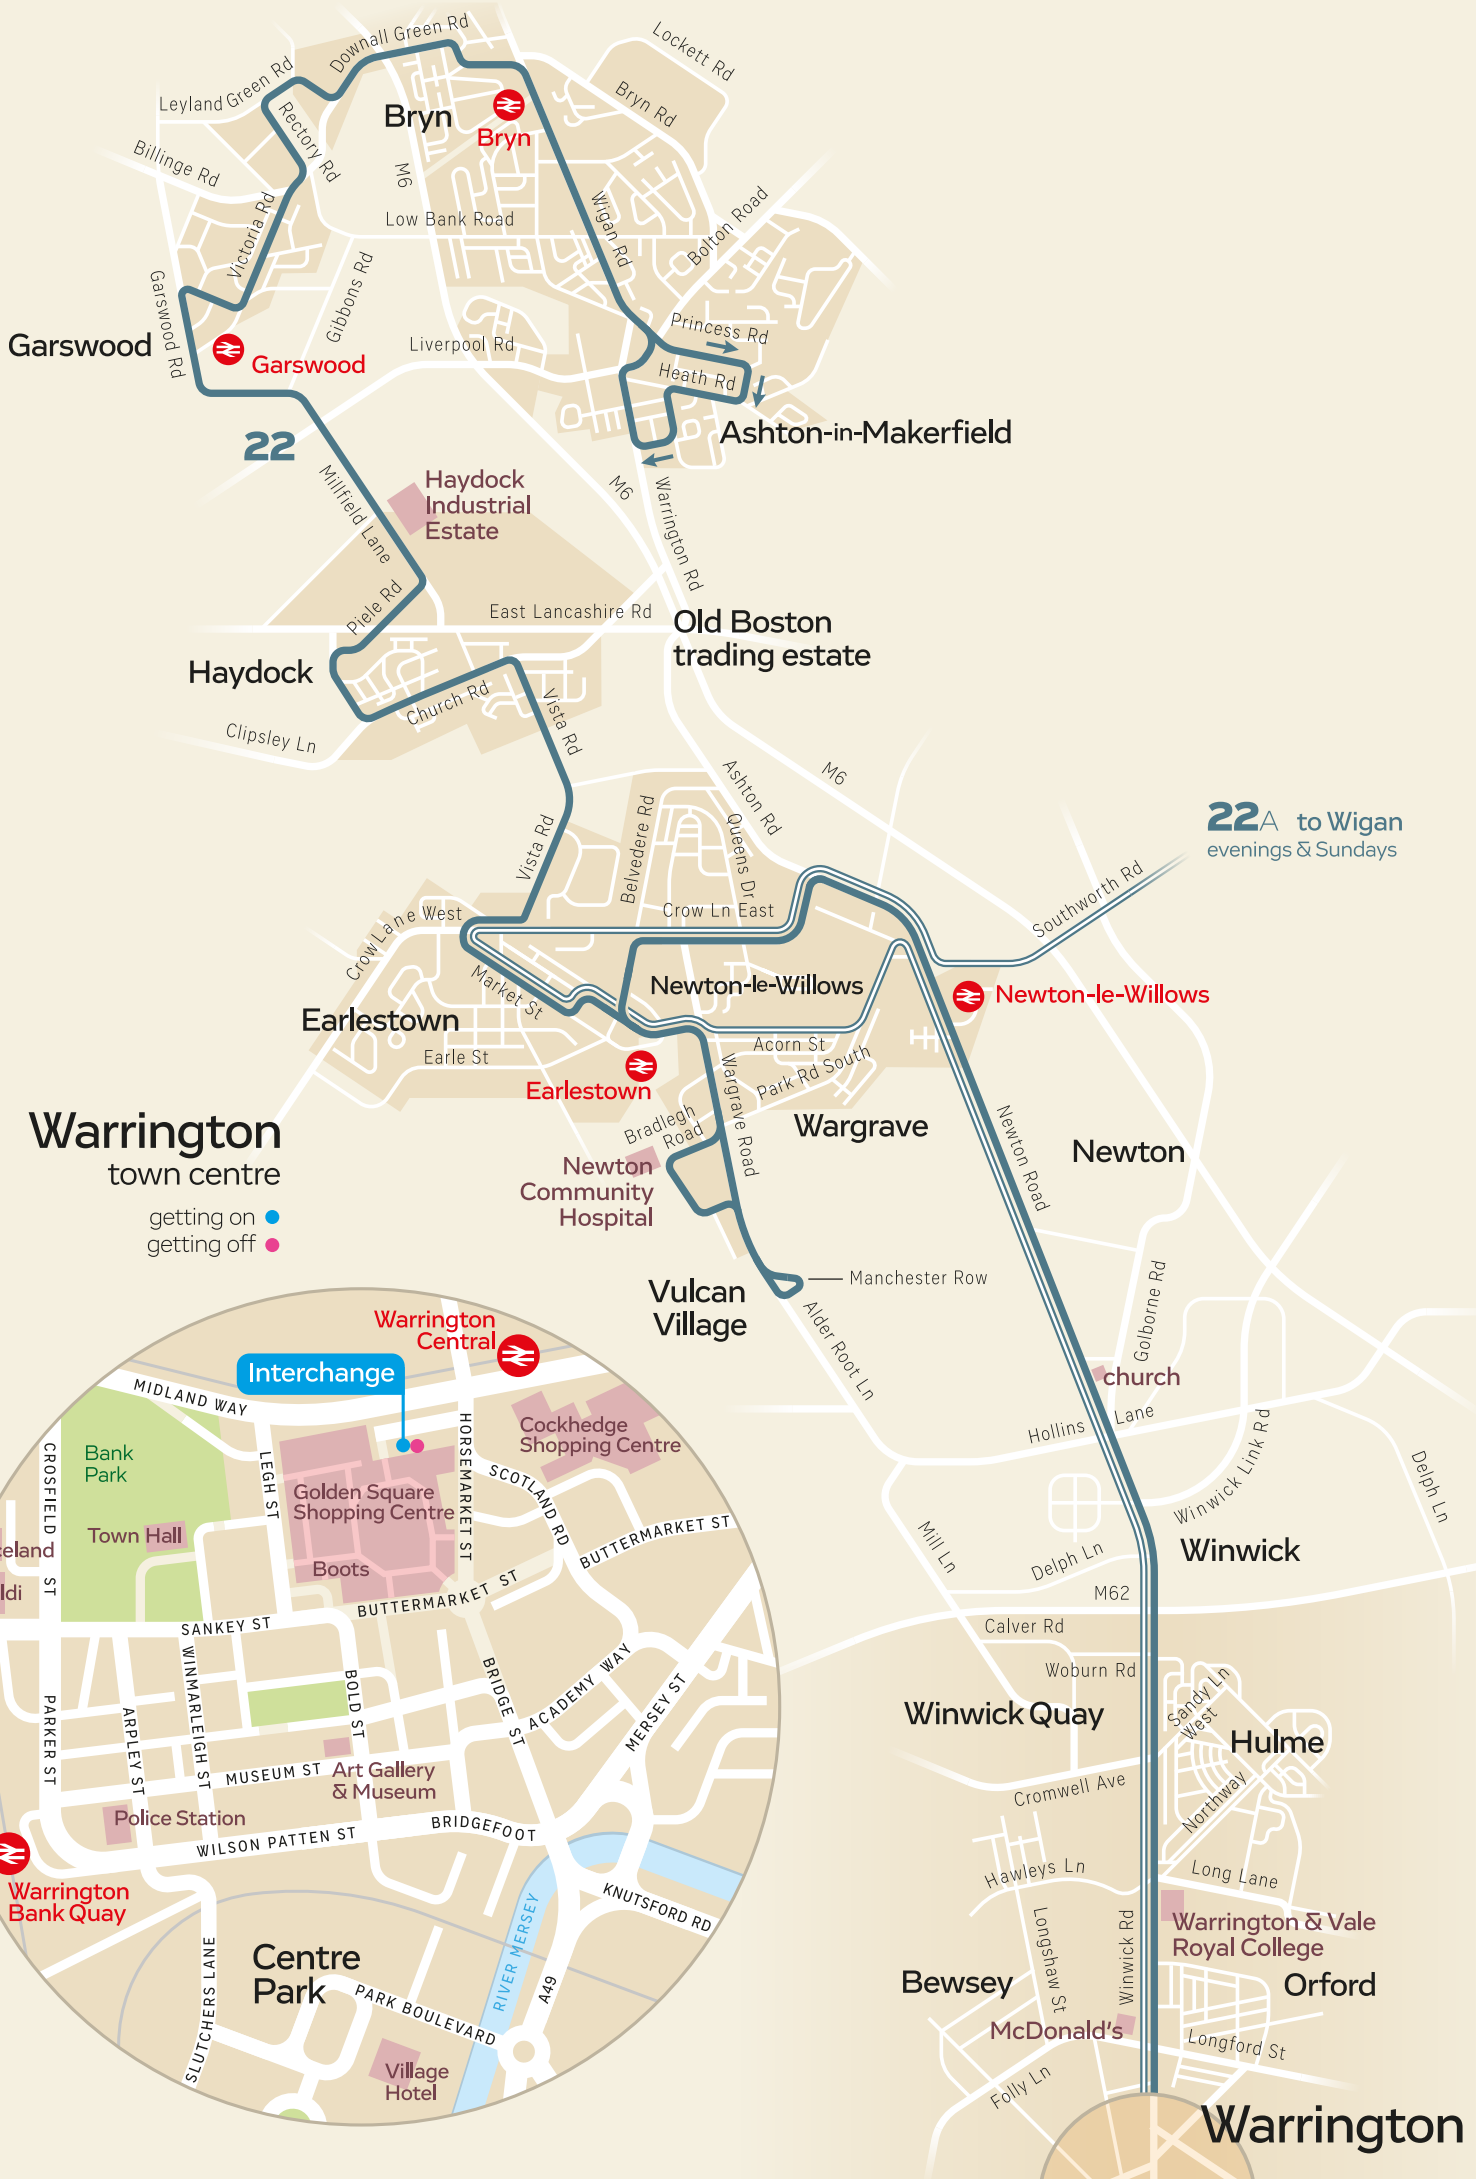 Downall Green Rd
Lockett Rd
Leyland Green Rd
Bryn Rd
Bryn
Bryn
Rectory Rd
Billinge Rd
M6
Victoria Rd
Low Bank Road
Wigan Rd
Bolton Road
Gibbons Rd
Garswood Rd
Garswood
Garswood
Liverpool Rd
Princess Rd
Heath Rd
22
Ashton-in-Makerfield
Millfield Lane
Haydock
Industrial
Estate
M6
Warrington Rd
Piele Rd
East Lancashire Rd
Old Boston
trading estate
Haydock
Church Rd
Vista Rd
Clipsley Ln
Ashton Rd
M6
Vista Rd
Belvedere Rd
Queens Dr
22A to Wigan
evenings & Sundays
Southworth Rd
Crow Lane West
Crow Ln East
Market St
Newton-le-Willows
Newton-le-Willows
Earlestown
Earle St
Acorn St
Park Rd South
Earlestown
Wargrave Road
Bradlegh
Road
Wargrave
Newton Road
Newton
Newton
Community
Hospital
Warrington
town centre
getting on
getting off
Vulcan
Village
Manchester Row
Alder Root Ln
Golborne Rd
church
Hollins Lane
Winwick Link Rd
Delph Ln
Mill Ln
Delph Ln
Winwick
M62
Calver Rd
Woburn Rd
Sandy Ln
West
Winwick Quay
Hulme
Cromwell Ave
Northway
Hawleys Ln
Long Lane
Longshaw St
Winwick Rd
Warrington & Vale
Royal College
Bewsey
Orford
McDonald's
Longford St
Folly Ln
Warrington
Warrington
Central
Interchange
MIDLAND WAY
HORSEMARKET ST
Cockhedge
Shopping Centre
Bank
Park
CROSFIELD ST
LEGH ST
SCOTLAND RD
Golden Square
Shopping Centre
Town Hall
BUTTERMARKET ST
eland
ldi
Boots
BUTTERMARKET ST
SANKEY ST
WINMARLEIGH ST
BOLD ST
BRIDGE ST
ACADEMY WAY
MERSEY ST
PARKER ST
ARPLEY ST
MUSEUM ST
Art Gallery
& Museum
Police Station
WILSON PATTEN ST
BRIDGEFOOT
Warrington
Bank Quay
KNUTSFORD RD
RIVER MERSEY
SLUTCHERS LANE
Centre
Park
PARK BOULEVARD
A49
Village
Hotel